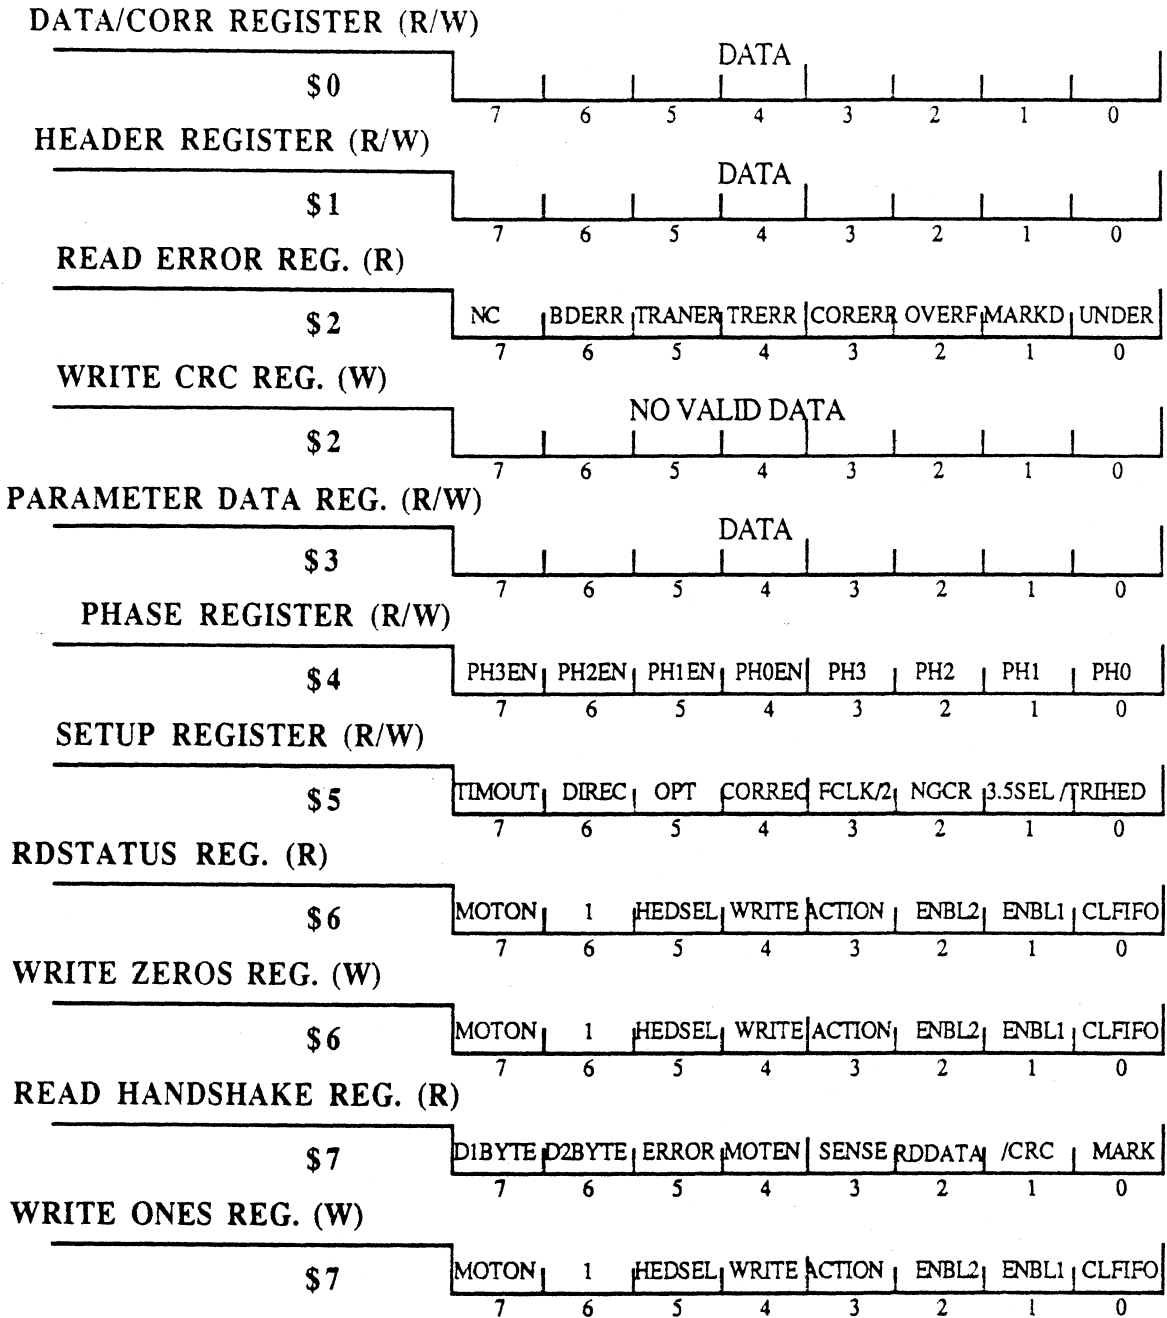 DATA/CORR REGISTER (R/W)
DATA
$0
7 6 5 4 3 2 1 0
HEADER REGISTER (R/W)
DATA
$1
7 6 5 4 3 2 1 0
READ ERROR REG. (R)
$2 NC BDERR TRANER TRERR CORERR OVERF MARKD UNDER
7 6 5 4 3 2 1 0
WRITE CRC REG. (W)
NO VALID DATA
$2
7 6 5 4 3 2 1 0
PARAMETER DATA REG. (R/W)
DATA
$3
7 6 5 4 3 2 1 0
PHASE REGISTER (R/W)
$4 PH3EN PH2EN PH1EN PH0EN PH3 PH2 PH1 PH0
7 6 5 4 3 2 1 0
SETUP REGISTER (R/W)
$5 TIMOUT DIREC OPT CORREC FCLK/2 NGCR 3.5SEL /TRIHED
7 6 5 4 3 2 1 0
RDSTATUS REG. (R)
$6 MOTON 1 HEDSEL WRITE ACTION ENBL2 ENBL1 CLFIFO
7 6 5 4 3 2 1 0
WRITE ZEROS REG. (W)
$6 MOTON 1 HEDSEL WRITE ACTION ENBL2 ENBL1 CLFIFO
7 6 5 4 3 2 1 0
READ HANDSHAKE REG. (R)
$7 D1BYTE D2BYTE ERROR MOTEN SENSE RDDATA /CRC MARK
7 6 5 4 3 2 1 0
WRITE ONES REG. (W)
$7 MOTON 1 HEDSEL WRITE ACTION ENBL2 ENBL1 CLFIFO
7 6 5 4 3 2 1 0